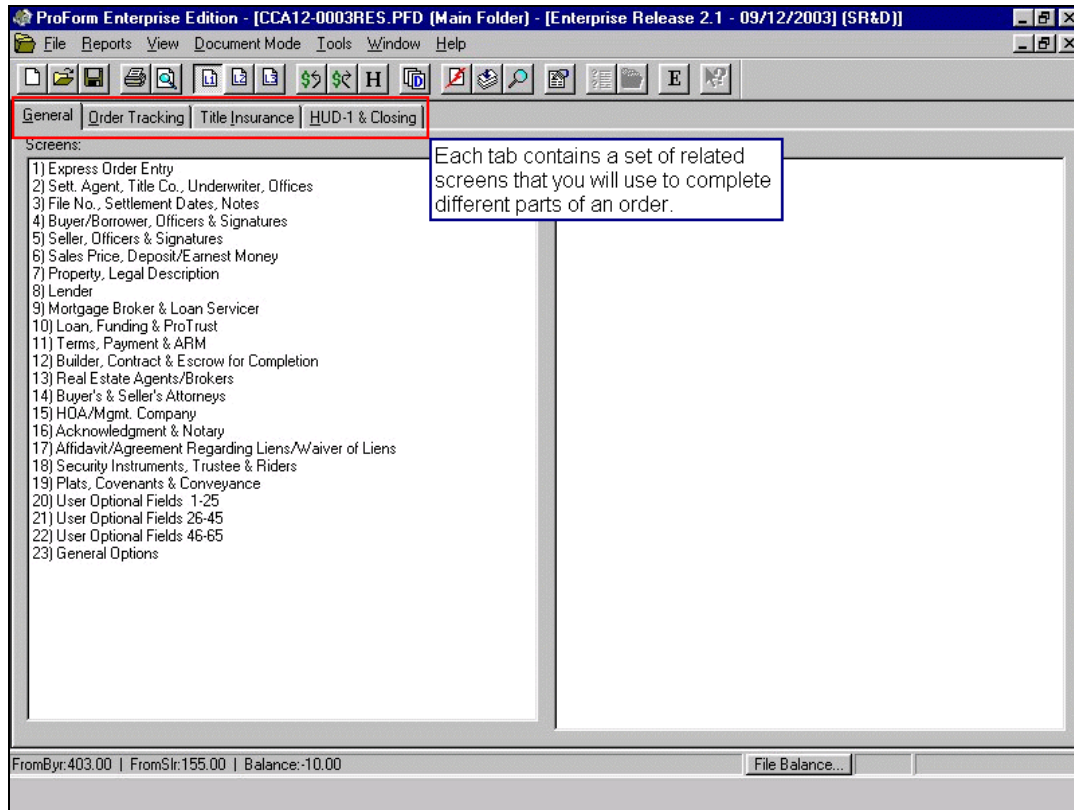 ProForm Enterprise Edition - [CCA12-0003RES.PFD (Main Folder) - [Enterprise Release 2.1 - 09/12/2003] (SR&D)]
File Reports View Document Mode Tools Window Help
L1 L2 L3 $ $ H D E
General Order Tracking Title Insurance HUD-1 & Closing
Screens:
Each tab contains a set of related
screens that you will use to complete
different parts of an order.
1) Express Order Entry
2) Sett. Agent, Title Co., Underwriter, Offices
3) File No., Settlement Dates, Notes
4) Buyer/Borrower, Officers & Signatures
5) Seller, Officers & Signatures
6) Sales Price, Deposit/Earnest Money
7) Property, Legal Description
8) Lender
9) Mortgage Broker & Loan Servicer
10) Loan, Funding & ProTrust
11) Terms, Payment & ARM
12) Builder, Contract & Escrow for Completion
13) Real Estate Agents/Brokers
14) Buyer's & Seller's Attorneys
15) HOA/Mgmt. Company
16) Acknowledgment & Notary
17) Affidavit/Agreement Regarding Liens/Waiver of Liens
18) Security Instruments, Trustee & Riders
19) Plats, Covenants & Conveyance
20) User Optional Fields 1-25
21) User Optional Fields 26-45
22) User Optional Fields 46-65
23) General Options
FromByr:403.00 | FromSlr:155.00 | Balance:-10.00 File Balance...